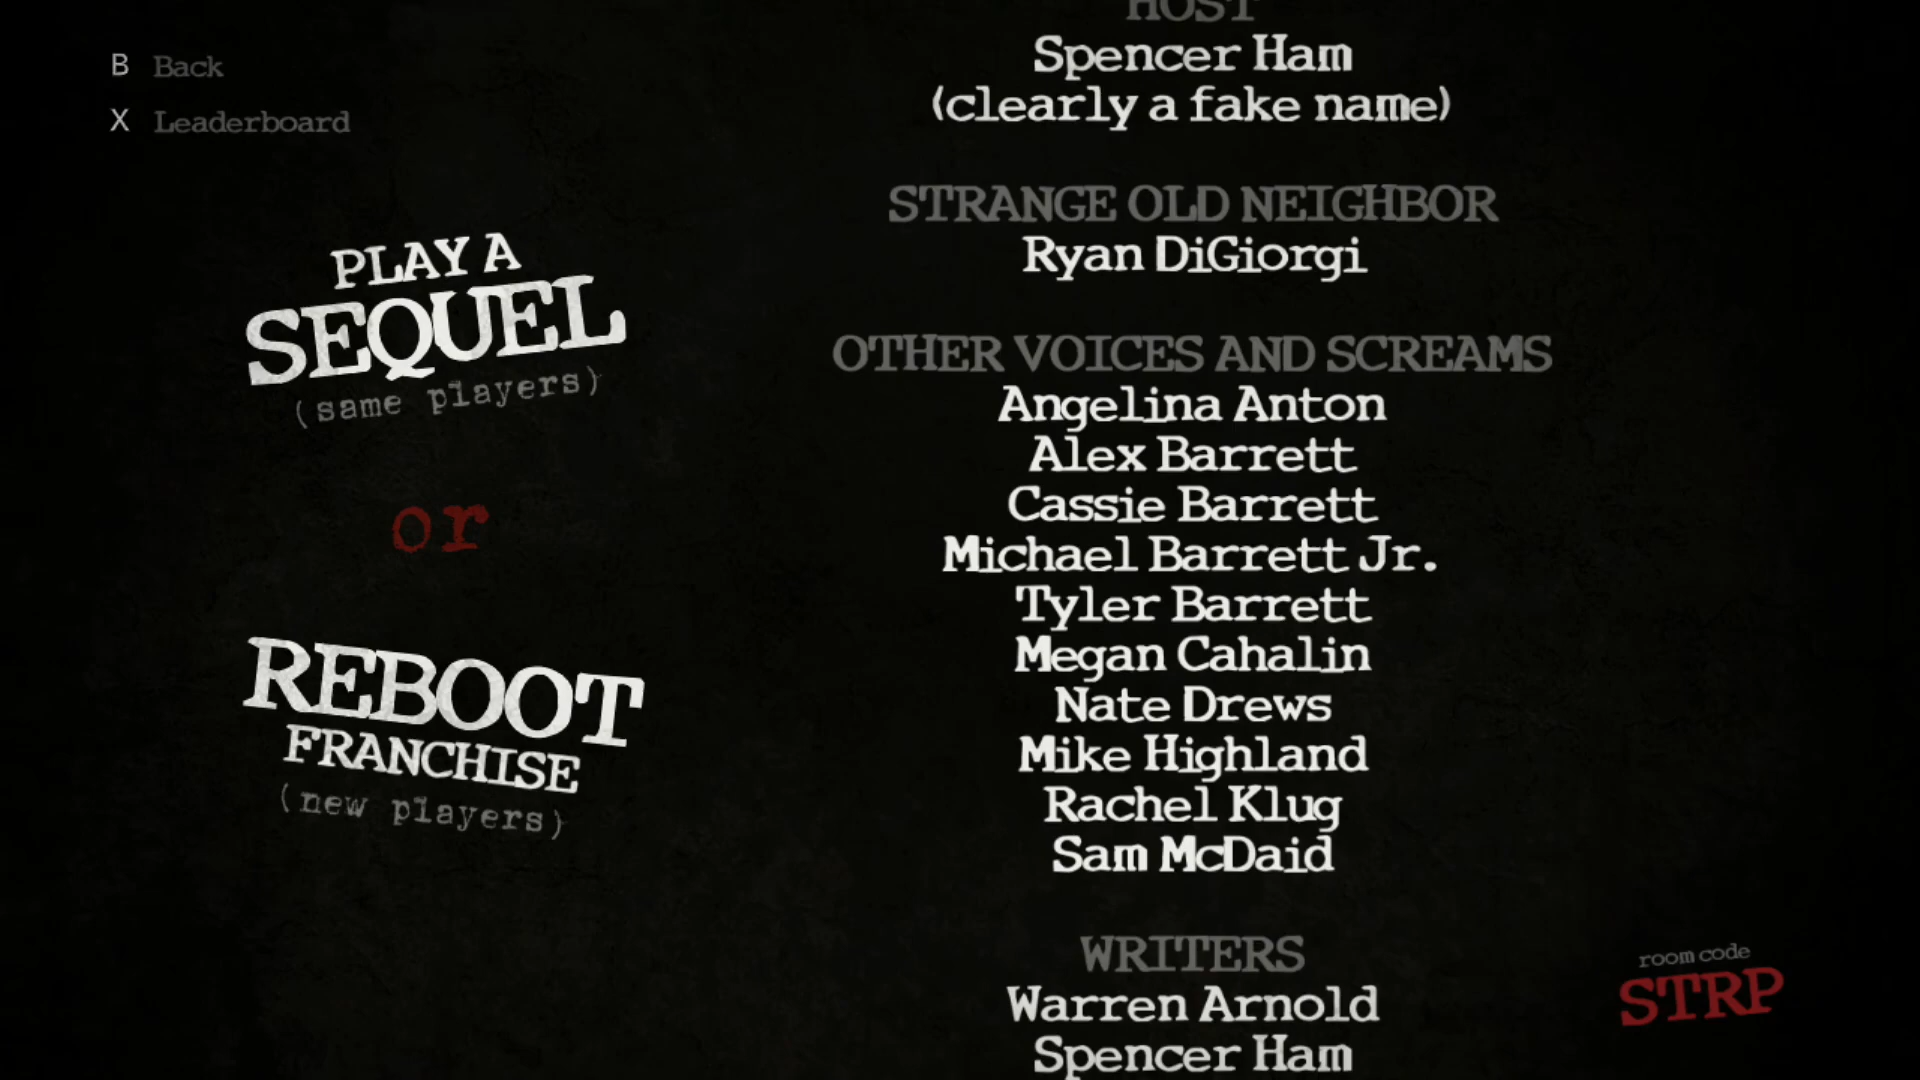 B Back
X Leaderboard
PLAY A
SEQUEL
(same players)
or
REBOOT
FRANCHISE
(new players)
HOST
Spencer Ham
(clearly a fake name)
STRANGE OLD NEIGHBOR
Ryan DiGiorgi
OTHER VOICES AND SCREAMS
Angelina Anton
Alex Barrett
Cassie Barrett
Michael Barrett Jr.
Tyler Barrett
Megan Cahalin
Nate Drews
Mike Highland
Rachel Klug
Sam McDaid
WRITERS
Warren Arnold
Spencer Ham
room code
STRP